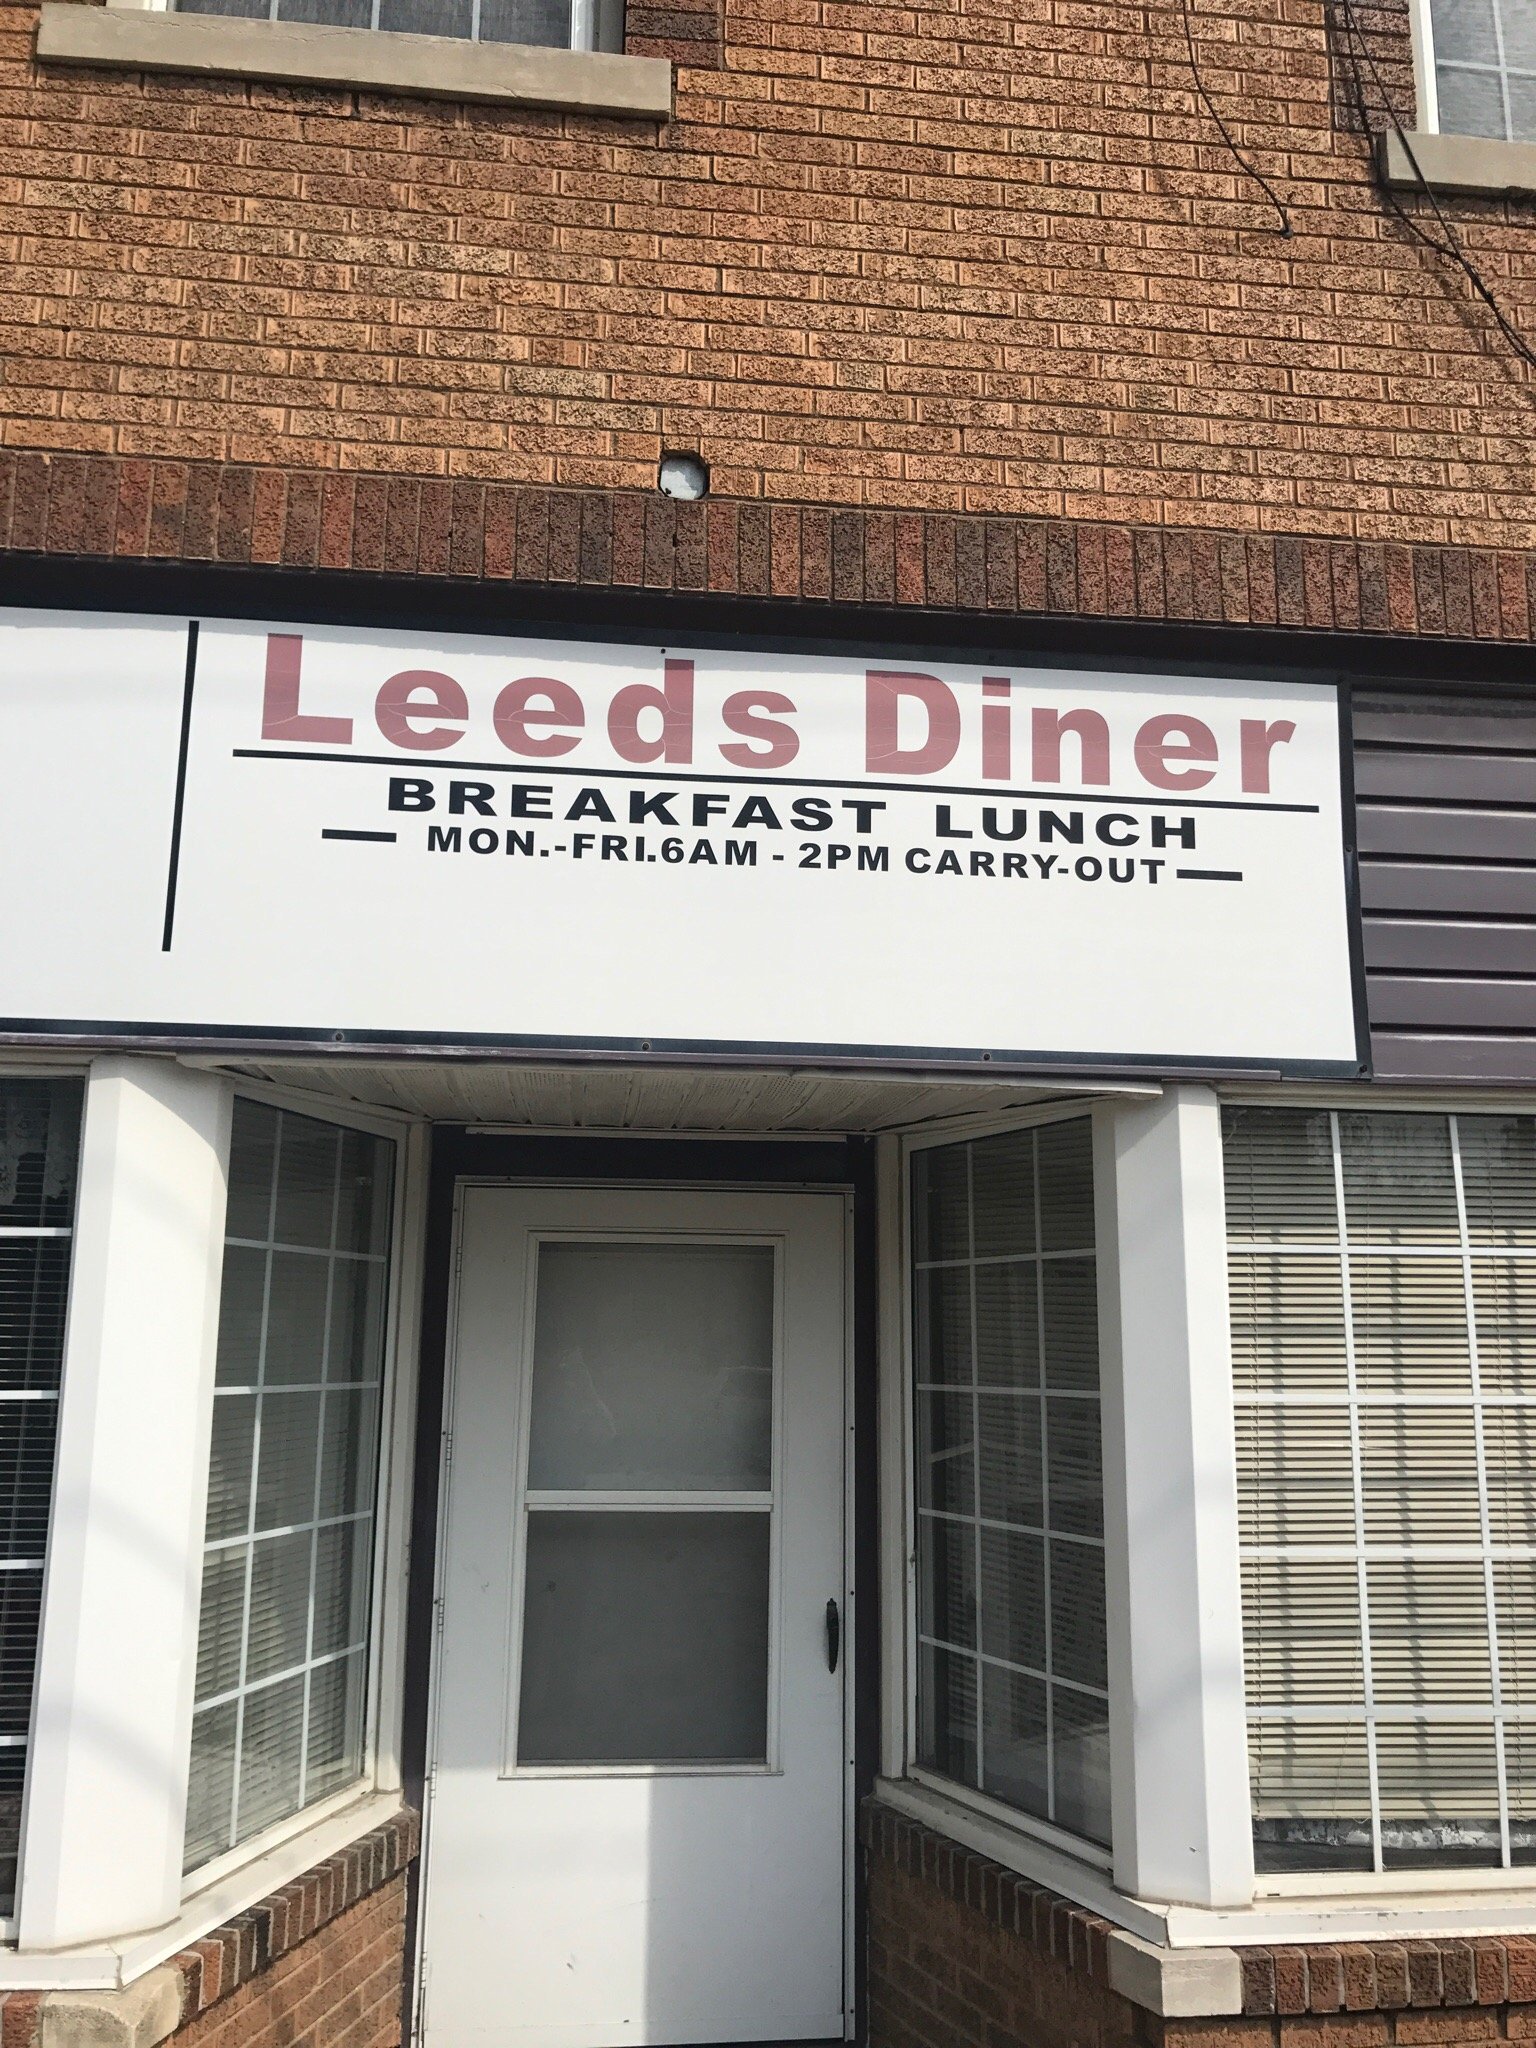 Leeds Diner
BREAKFAST LUNCH
MON.-FRI.6AM - 2PM CARRY-OUT